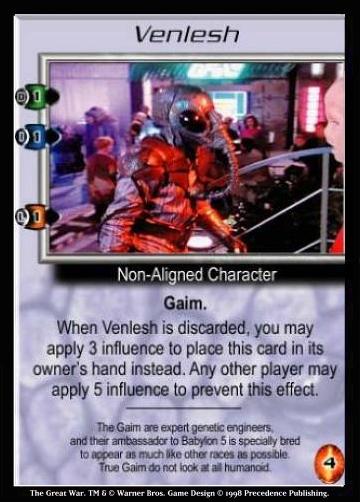 Venlesh
D 1
D 1
L 1
Non-Aligned Character
Gaim.
When Venlesh is discarded, you may
apply 3 influence to place this card in its
owner's hand instead. Any other player may
apply 5 influence to prevent this effect.
The Gaim are expert genetic engineers,
and their ambassador to Babylon 5 is specially bred
to appear as much like other races as possible.
True Gaim do not look at all humanoid.
4
The Great War. TM & © Warner Bros. Game Design © 1998 Precedence Publishing.